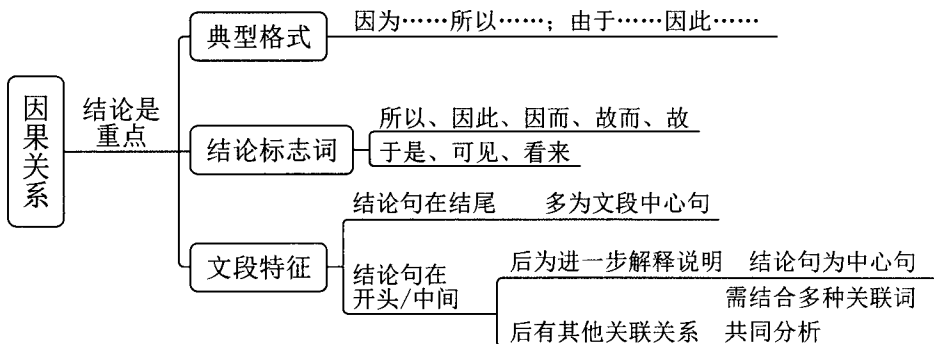 因果关系
结论是
重点
典型格式
因为……所以……；由于……因此……
结论标志词
所以、因此、因而、故而、故
于是、可见、看来
文段特征
结论句在结尾 多为文段中心句
结论句在
开头/中间
后为进一步解释说明 结论句为中心句
需结合多种关联词
后有其他关联关系 共同分析